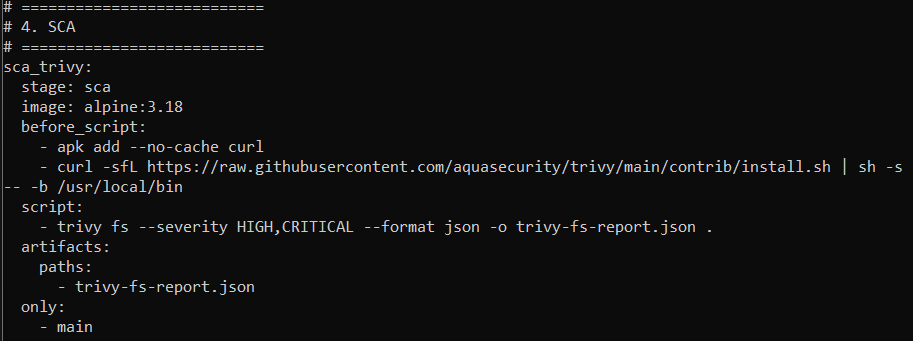 # ===========================
# 4. SCA
# ===========================
sca_trivy:
  stage: sca
  image: alpine:3.18
  before_script:
    - apk add --no-cache curl
    - curl -sfL https://raw.githubusercontent.com/aquasecurity/trivy/main/contrib/install.sh | sh -s
-- -b /usr/local/bin
  script:
    - trivy fs --severity HIGH,CRITICAL --format json -o trivy-fs-report.json .
  artifacts:
    paths:
      - trivy-fs-report.json
  only:
    - main